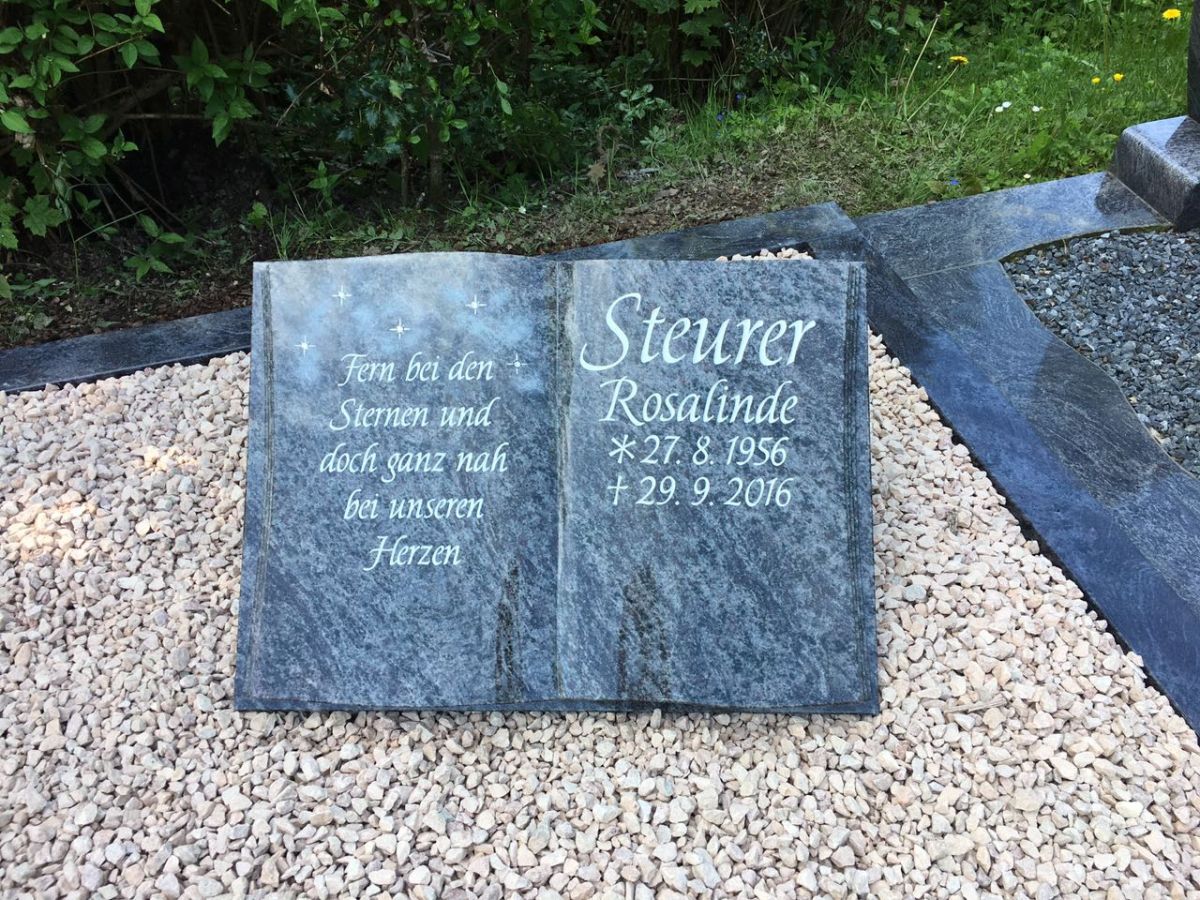 Fern bei den
Sternen und
doch ganz nah
bei unseren
Herzen
Steurer
Rosalinde
* 27. 8. 1956
† 29. 9. 2016